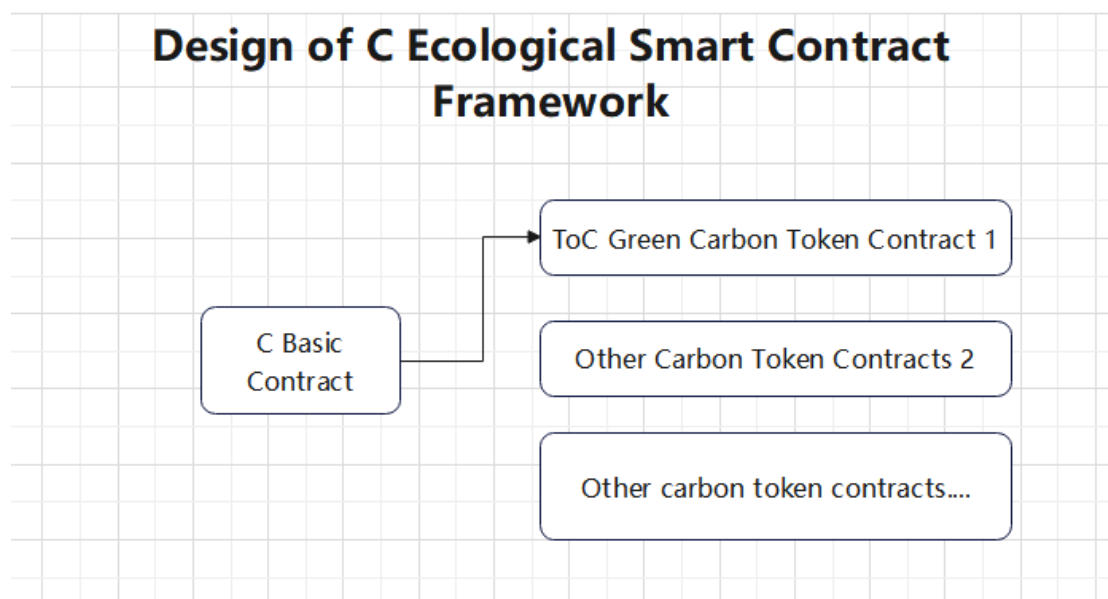 Design of C Ecological Smart Contract
Framework
ToC Green Carbon Token Contract 1
C Basic
Contract
Other Carbon Token Contracts 2
Other carbon token contracts....